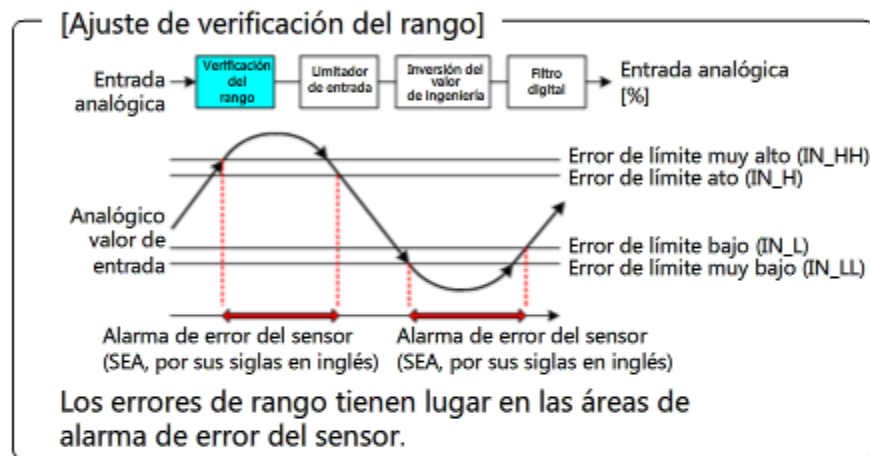 [Ajuste de verificación del rango]
Entrada
analógica
Verificación
del
rango
Limitador
de entrada
Inversión del
valor
de ingeniería
Filtro
digital
Entrada analógica
[%]
Error de límite muy alto (IN_HH)
Error de límite ato (IN_H)
Analógico
valor de
entrada
Error de límite bajo (IN_L)
Error de límite muy bajo (IN_LL)
Alarma de error del sensor
(SEA, por sus siglas en inglés)
Alarma de error del sensor
(SEA, por sus siglas en inglés)
Los errores de rango tienen lugar en las áreas de
alarma de error del sensor.